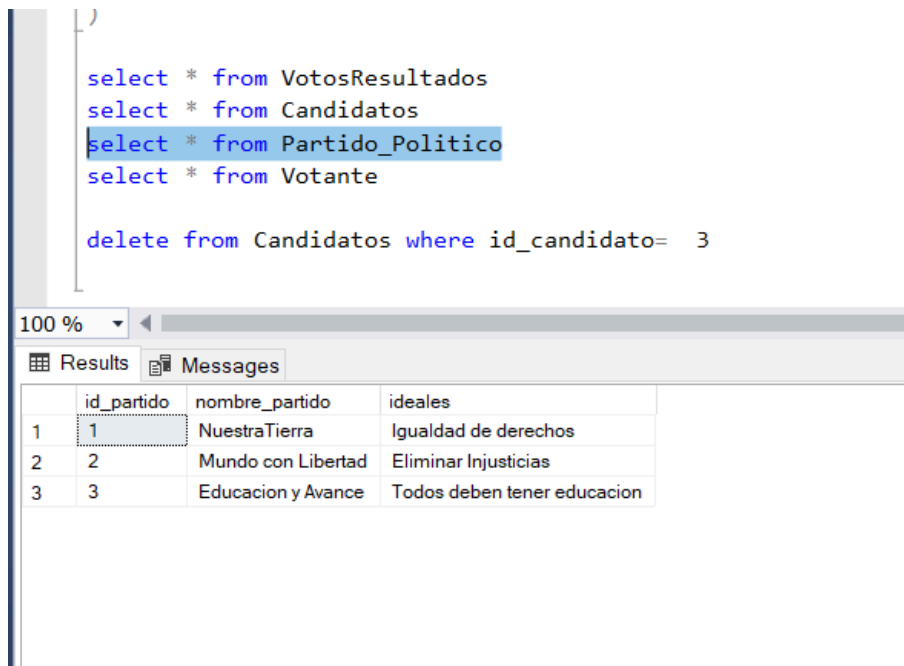 )
select * from VotosResultados
select * from Candidatos
select * from Partido_Politico
select * from Votante
delete from Candidatos where id_candidato=  3
100 %
Results Messages
id_partido nombre_partido ideales
1 1 NuestraTierra Igualdad de derechos
2 2 Mundo con Libertad Eliminar Injusticias
3 3 Educacion y Avance Todos deben tener educacion